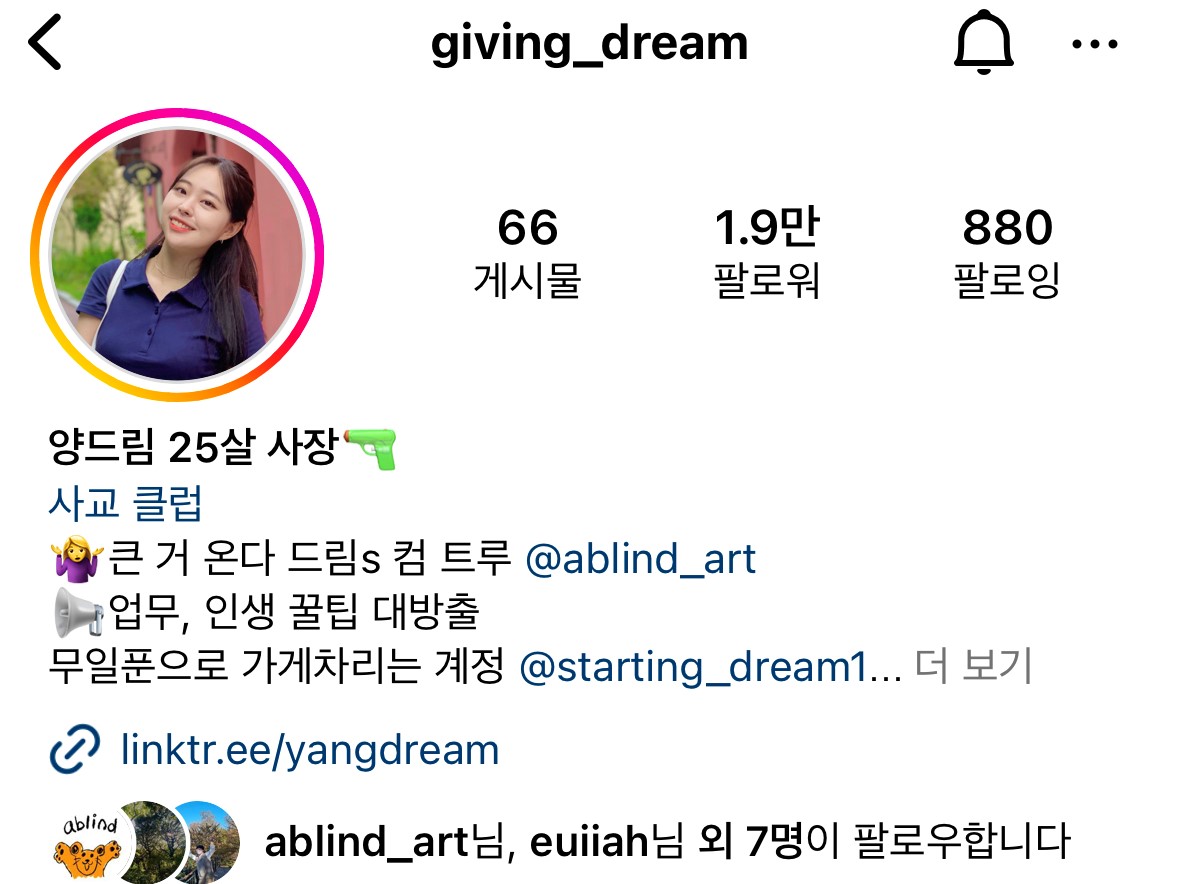 giving_dream
66
게시물
1.9만
팔로워
880
팔로잉
양드림 25살 사장🔫
사교 클럽
🤷‍♀️큰 거 온다 드림s 컴 트루 @ablind_art
📢업무, 인생 꿀팁 대방출
무일푼으로 가게차리는 계정 @starting_dream1... 더 보기
linktr.ee/yangdream
ablind
ablind_art님, euiiah님 외 7명이 팔로우합니다